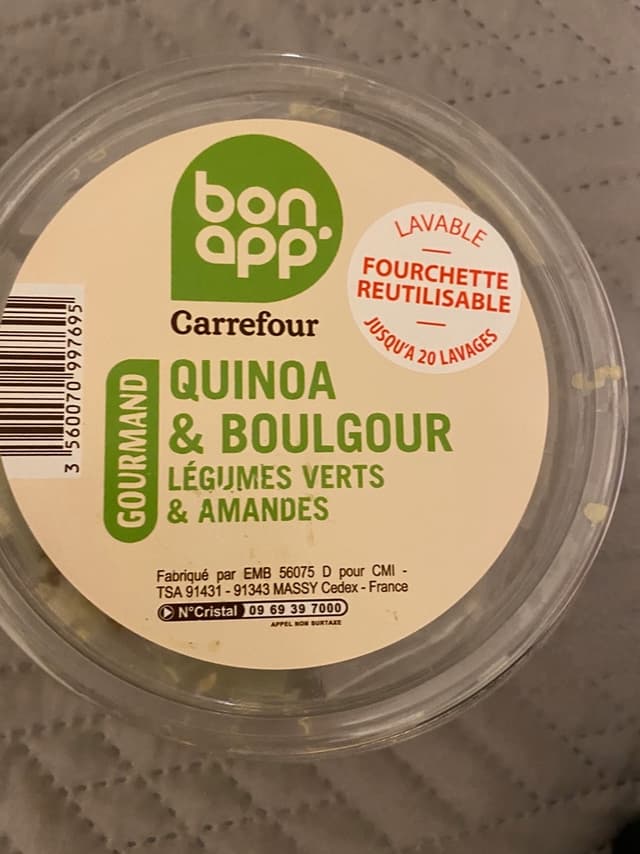 bon
app'
Carrefour
LAVABLE
FOURCHETTE
REUTILISABLE
JUSQU'A 20 LAVAGES
GOURMAND
QUINOA
& BOULGOUR
LÉGUMES VERTS
& AMANDES
3 560070 997695
Fabriqué par EMB 56075 D pour CMI -
TSA 91431 - 91343 MASSY Cedex - France
N°Cristal 09 69 39 7000
APPEL NON SURTAXE